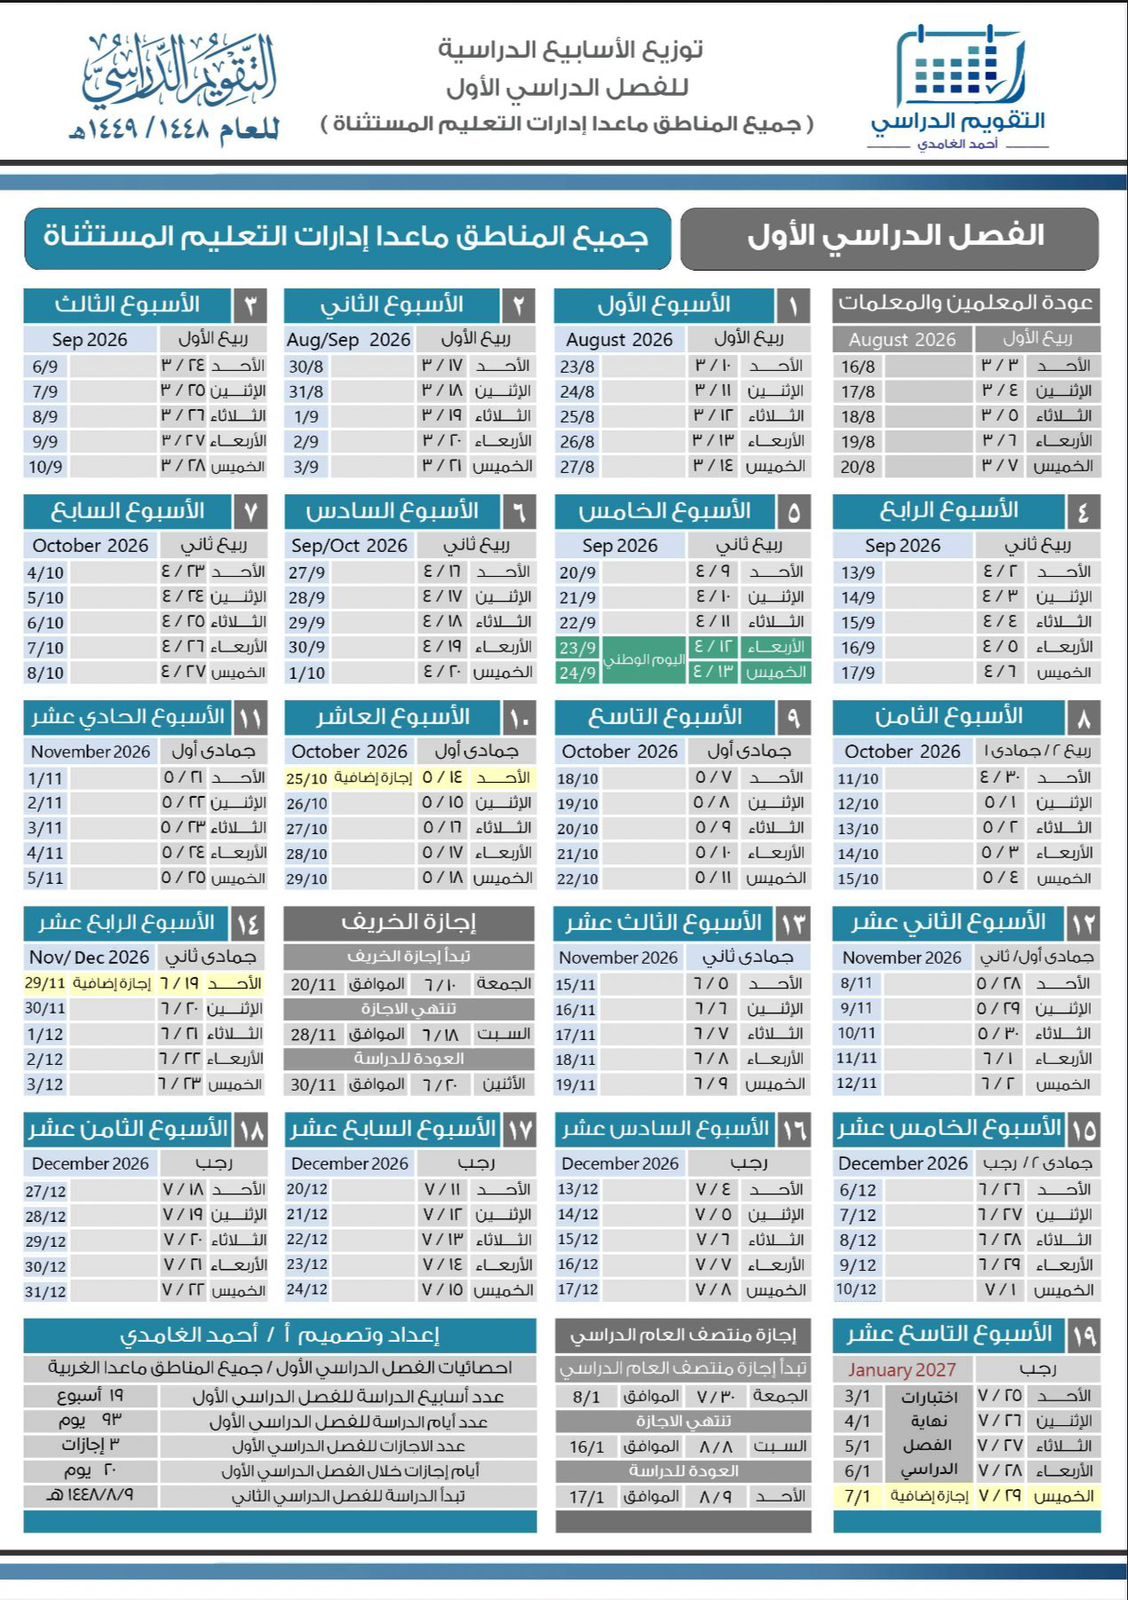 التقويم الدراسي
أحمد الغامدي
توزيع الأسابيع الدراسية
للفصل الدراسي الأول
( جميع المناطق ماعدا إدارات التعليم المستثناة )
التقويم الدراسي
للعام ١٤٤٨ / ١٤٤٩هـ
الفصل الدراسي الأول
جميع المناطق ماعدا إدارات التعليم المستثناة
عودة المعلمين والمعلمات
ربيع الأول August 2026
الأحد ٣ / ٣ 16/8
الإثنين ٣ / ٤ 17/8
الثلاثاء ٣ / ٥ 18/8
الأربعاء ٣ / ٦ 19/8
الخميس ٣ / ٧ 20/8
١ الأسبوع الأول
ربيع الأول August 2026
الأحد ٣ / ١٠ 23/8
الإثنين ٣ / ١١ 24/8
الثلاثاء ٣ / ١٢ 25/8
الأربعاء ٣ / ١٣ 26/8
الخميس ٣ / ١٤ 27/8
٢ الأسبوع الثاني
ربيع الأول Aug/Sep 2026
الأحد ٣ / ١٧ 30/8
الإثنين ٣ / ١٨ 31/8
الثلاثاء ٣ / ١٩ 1/9
الأربعاء ٣ / ٢٠ 2/9
الخميس ٣ / ٢١ 3/9
٣ الأسبوع الثالث
ربيع الأول Sep 2026
الأحد ٣ / ٢٤ 6/9
الإثنين ٣ / ٢٥ 7/9
الثلاثاء ٣ / ٢٦ 8/9
الأربعاء ٣ / ٢٧ 9/9
الخميس ٣ / ٢٨ 10/9
٤ الأسبوع الرابع
ربيع ثاني Sep 2026
الأحد ٤ / ٢ 13/9
الإثنين ٤ / ٣ 14/9
الثلاثاء ٤ / ٤ 15/9
الأربعاء ٤ / ٥ 16/9
الخميس ٤ / ٦ 17/9
٥ الأسبوع الخامس
ربيع ثاني Sep 2026
الأحد ٤ / ٩ 20/9
الإثنين ٤ / ١٠ 21/9
الثلاثاء ٤ / ١١ 22/9
الأربعاء ٤ / ١٢ 23/9
اليوم الوطني
الخميس ٤ / ١٣ 24/9
٦ الأسبوع السادس
ربيع ثاني Sep/Oct 2026
الأحد ٤ / ١٦ 27/9
الإثنين ٤ / ١٧ 28/9
الثلاثاء ٤ / ١٨ 29/9
الأربعاء ٤ / ١٩ 30/9
الخميس ٤ / ٢٠ 1/10
٧ الأسبوع السابع
ربيع ثاني October 2026
الأحد ٤ / ٢٣ 4/10
الإثنين ٤ / ٢٤ 5/10
الثلاثاء ٤ / ٢٥ 6/10
الأربعاء ٤ / ٢٦ 7/10
الخميس ٤ / ٢٧ 8/10
٨ الأسبوع الثامن
ربيع ٢/ جمادى ١ October 2026
الأحد ٤ / ٣٠ 11/10
الإثنين ٥ / ١ 12/10
الثلاثاء ٥ / ٢ 13/10
الأربعاء ٥ / ٣ 14/10
الخميس ٥ / ٤ 15/10
٩ الأسبوع التاسع
جمادى أول October 2026
الأحد ٥ / ٧ 18/10
الإثنين ٥ / ٨ 19/10
الثلاثاء ٥ / ٩ 20/10
الأربعاء ٥ / ١٠ 21/10
الخميس ٥ / ١١ 22/10
١٠ الأسبوع العاشر
جمادى أول October 2026
الأحد ٥ / ١٤ إجازة إضافية 25/10
الإثنين ٥ / ١٥ 26/10
الثلاثاء ٥ / ١٦ 27/10
الأربعاء ٥ / ١٧ 28/10
الخميس ٥ / ١٨ 29/10
١١ الأسبوع الحادي عشر
جمادى أول November 2026
الأحد ٥ / ٢١ 1/11
الإثنين ٥ / ٢٢ 2/11
الثلاثاء ٥ / ٢٣ 3/11
الأربعاء ٥ / ٢٤ 4/11
الخميس ٥ / ٢٥ 5/11
١٢ الأسبوع الثاني عشر
جمادى أول/ ثاني November 2026
الأحد ٥ / ٢٨ 8/11
الإثنين ٥ / ٢٩ 9/11
الثلاثاء ٥ / ٣٠ 10/11
الأربعاء ٦ / ١ 11/11
الخميس ٦ / ٢ 12/11
١٣ الأسبوع الثالث عشر
جمادى ثاني November 2026
الأحد ٦ / ٥ 15/11
الإثنين ٦ / ٦ 16/11
الثلاثاء ٦ / ٧ 17/11
الأربعاء ٦ / ٨ 18/11
الخميس ٦ / ٩ 19/11
إجازة الخريف
تبدأ إجازة الخريف
الجمعة ٦/١٠ الموافق 20/11
تنتهي الاجازة
السبت ٦/١٨ الموافق 28/11
العودة للدراسة
الأثنين ٦/٢٠ الموافق 30/11
١٤ الأسبوع الرابع عشر
جمادى ثاني Nov/ Dec 2026
الأحد ٦ / ١٩ إجازة إضافية 29/11
الإثنين ٦ / ٢٠ 30/11
الثلاثاء ٦ / ٢١ 1/12
الأربعاء ٦ / ٢٢ 2/12
الخميس ٦ / ٢٣ 3/12
١٥ الأسبوع الخامس عشر
جمادى ٢/ رجب December 2026
الأحد ٦ / ٢٦ 6/12
الإثنين ٦ / ٢٧ 7/12
الثلاثاء ٦ / ٢٨ 8/12
الأربعاء ٦ / ٢٩ 9/12
الخميس ٧ / ١ 10/12
١٦ الأسبوع السادس عشر
رجب December 2026
الأحد ٧ / ٤ 13/12
الإثنين ٧ / ٥ 14/12
الثلاثاء ٧ / ٦ 15/12
الأربعاء ٧ / ٧ 16/12
الخميس ٧ / ٨ 17/12
١٧ الأسبوع السابع عشر
رجب December 2026
الأحد ٧ / ١١ 20/12
الإثنين ٧ / ١٢ 21/12
الثلاثاء ٧ / ١٣ 22/12
الأربعاء ٧ / ١٤ 23/12
الخميس ٧ / ١٥ 24/12
١٨ الأسبوع الثامن عشر
رجب December 2026
الأحد ٧ / ١٨ 27/12
الإثنين ٧ / ١٩ 28/12
الثلاثاء ٧ / ٢٠ 29/12
الأربعاء ٧ / ٢١ 30/12
الخميس ٧ / ٢٢ 31/12
١٩ الأسبوع التاسع عشر
رجب January 2027
الأحد ٧ / ٢٥ اختبارات 3/1
الإثنين ٧ / ٢٦ نهاية 4/1
الثلاثاء ٧ / ٢٧ الفصل 5/1
الأربعاء ٧ / ٢٨ الدراسي 6/1
الخميس ٧ / ٢٩ إجازة إضافية 7/1
إجازة منتصف العام الدراسي
تبدأ إجازة منتصف العام الدراسي
الجمعة ٧/٣٠ الموافق 8/1
تنتهي الاجازة
السبت ٨/٨ الموافق 16/1
العودة للدراسة
الأحد ٨/٩ الموافق 17/1
إعداد وتصميم أ / أحمد الغامدي
احصائيات الفصل الدراسي الأول / جميع المناطق ماعدا الغربية
عدد أسابيع الدراسة للفصل الدراسي الأول ١٩ أسبوع
عدد أيام الدراسة للفصل الدراسي الأول ٩٣ يوم
عدد الاجازات للفصل الدراسي الأول ٣ إجازات
أيام إجازات خلال الفصل الدراسي الأول ٢٠ يوم
تبدأ الدراسة للفصل الدراسي الثاني ١٤٤٨/٨/٩ هـ